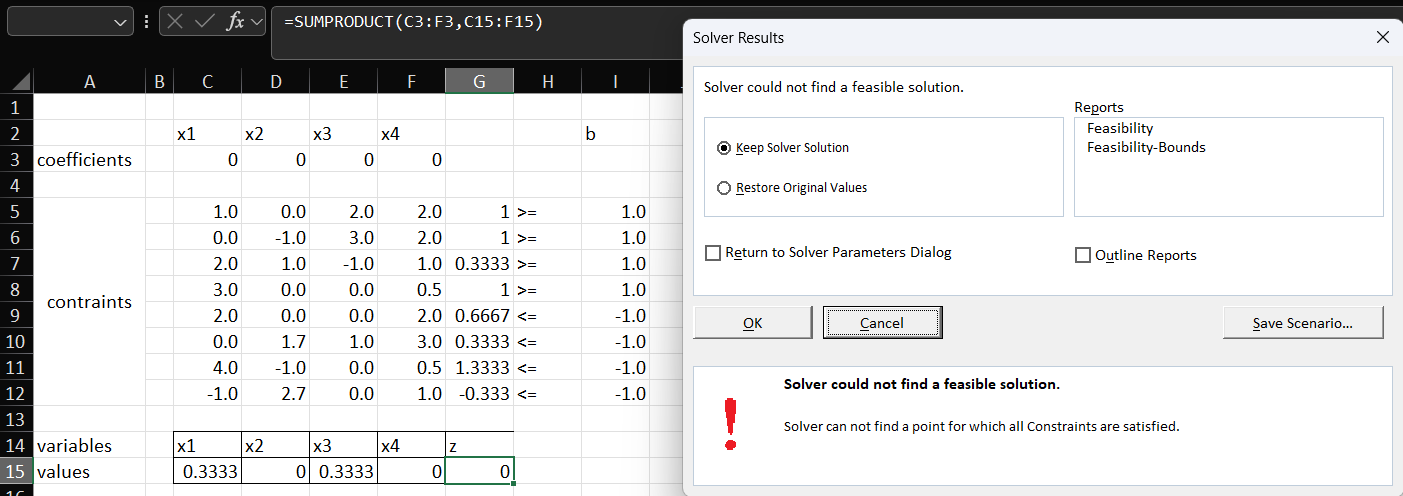 fx =SUMPRODUCT(C3:F3,C15:F15)
Solver Results
Solver could not find a feasible solution.
Reports
Feasibility
Feasibility-Bounds
Keep Solver Solution
Restore Original Values
Return to Solver Parameters Dialog
Outline Reports
OK
Cancel
Save Scenario...
Solver could not find a feasible solution.
Solver can not find a point for which all Constraints are satisfied.
A B C D E F G H I
1
2 x1 x2 x3 x4 b
3 coefficients 0 0 0 0
4
5 1.0 0.0 2.0 2.0 1 >= 1.0
6 0.0 -1.0 3.0 2.0 1 >= 1.0
7 2.0 1.0 -1.0 1.0 0.3333 >= 1.0
8 3.0 0.0 0.0 0.5 1 >= 1.0
contraints
9 2.0 0.0 0.0 2.0 0.6667 <= -1.0
10 0.0 1.7 1.0 3.0 0.3333 <= -1.0
11 4.0 -1.0 0.0 0.5 1.3333 <= -1.0
12 -1.0 2.7 0.0 1.0 -0.333 <= -1.0
13
14 variables x1 x2 x3 x4 z
15 values 0.3333 0 0.3333 0 0